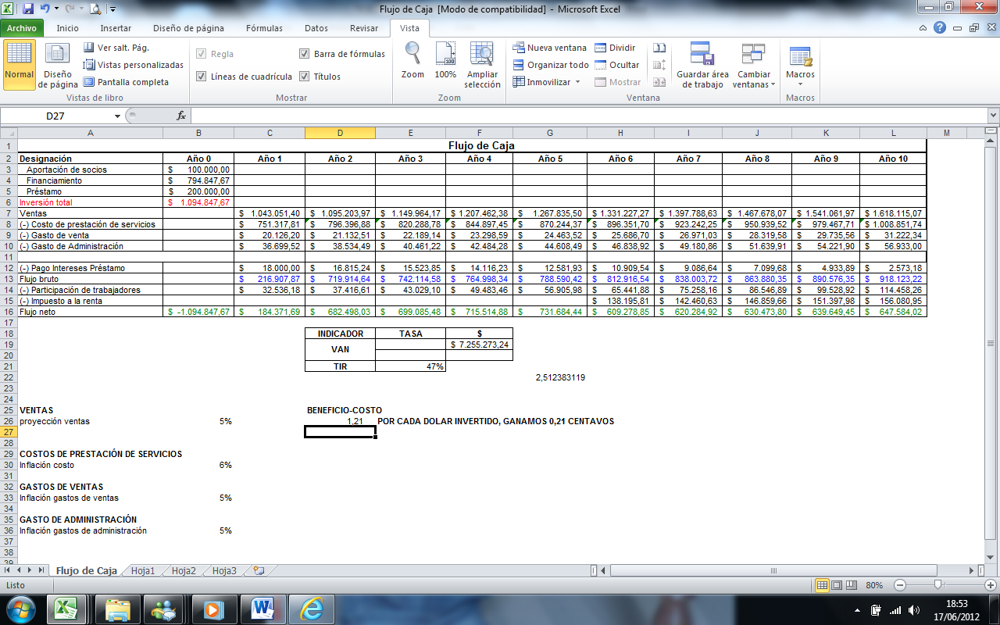 Flujo de Caja [Modo de compatibilidad] - Microsoft Excel
Archivo Inicio Insertar Diseño de página Fórmulas Datos Revisar Vista
Normal
Diseño de página
Ver salt. Pág.
Vistas personalizadas
Pantalla completa
Vistas de libro
Regla
Barra de fórmulas
Líneas de cuadrícula
Títulos
Mostrar
Zoom
100%
Ampliar selección
Zoom
Nueva ventana
Organizar todo
Inmovilizar
Dividir
Ocultar
Mostrar
Guardar área de trabajo
Cambiar ventanas
Ventana
Macros
Macros
D27 fx
A B C D E F G H I J K L M
1 Flujo de Caja
2 Designación Año 0 Año 1 Año 2 Año 3 Año 4 Año 5 Año 6 Año 7 Año 8 Año 9 Año 10
3 Aportación de socios $ 100.000,00
4 Financiamiento $ 794.847,67
5 Préstamo $ 200.000,00
6 Inversión total $ 1.094.847,67
7 Ventas $ 1.043.051,40 $ 1.095.203,97 $ 1.149.964,17 $ 1.207.462,38 $ 1.267.835,50 $ 1.331.227,27 $ 1.397.788,63 $ 1.467.678,07 $ 1.541.061,97 $ 1.618.115,07
8 (-) Costo de prestación de servicios $ 751.317,81 $ 796.396,88 $ 820.288,78 $ 844.897,45 $ 870.244,37 $ 896.351,70 $ 923.242,25 $ 950.939,52 $ 979.467,71 $ 1.008.851,74
9 (-) Gasto de venta $ 20.126,20 $ 21.132,51 $ 22.189,14 $ 23.298,59 $ 24.463,52 $ 25.686,70 $ 26.971,03 $ 28.319,58 $ 29.735,56 $ 31.222,34
10 (-) Gasto de Administración $ 36.699,52 $ 38.534,49 $ 40.461,22 $ 42.484,28 $ 44.608,49 $ 46.838,92 $ 49.180,86 $ 51.639,91 $ 54.221,90 $ 56.933,00
11
12 (-) Pago Intereses Préstamo $ 18.000,00 $ 16.815,24 $ 15.523,85 $ 14.116,23 $ 12.581,93 $ 10.909,54 $ 9.086,64 $ 7.099,68 $ 4.933,89 $ 2.573,18
13 Flujo bruto $ 216.907,87 $ 719.914,64 $ 742.114,58 $ 764.998,34 $ 788.590,42 $ 812.916,54 $ 838.003,72 $ 863.880,35 $ 890.576,35 $ 918.123,22
14 (-) Participación de trabajadores $ 32.536,18 $ 37.416,61 $ 43.029,10 $ 49.483,46 $ 56.905,98 $ 65.441,88 $ 75.258,16 $ 86.546,89 $ 99.528,92 $ 114.458,26
15 (-) Impuesto a la renta $ 138.195,81 $ 142.460,63 $ 146.859,66 $ 151.397,98 $ 156.080,95
16 Flujo neto $ -1.094.847,67 $ 184.371,69 $ 682.498,03 $ 699.085,48 $ 715.514,88 $ 731.684,44 $ 609.278,85 $ 620.284,92 $ 630.473,80 $ 639.649,45 $ 647.584,02
17
18 INDICADOR TASA $
19 VAN $ 7.255.273,24
20
21 TIR 47%
22 2,512383119
23
24
25 VENTAS BENEFICIO-COSTO
26 proyección ventas 5% 1,21 POR CADA DOLAR INVERTIDO, GANAMOS 0,21 CENTAVOS
27
28
29 COSTOS DE PRESTACIÓN DE SERVICIOS
30 Inflación costo 6%
31
32 GASTOS DE VENTAS
33 Inflación gastos de ventas 5%
34
35 GASTO DE ADMINISTRACIÓN
36 Inflación gastos de administración 5%
37
38
39
Flujo de Caja Hoja1 Hoja2 Hoja3
Listo 80%
18:53
17/06/2012